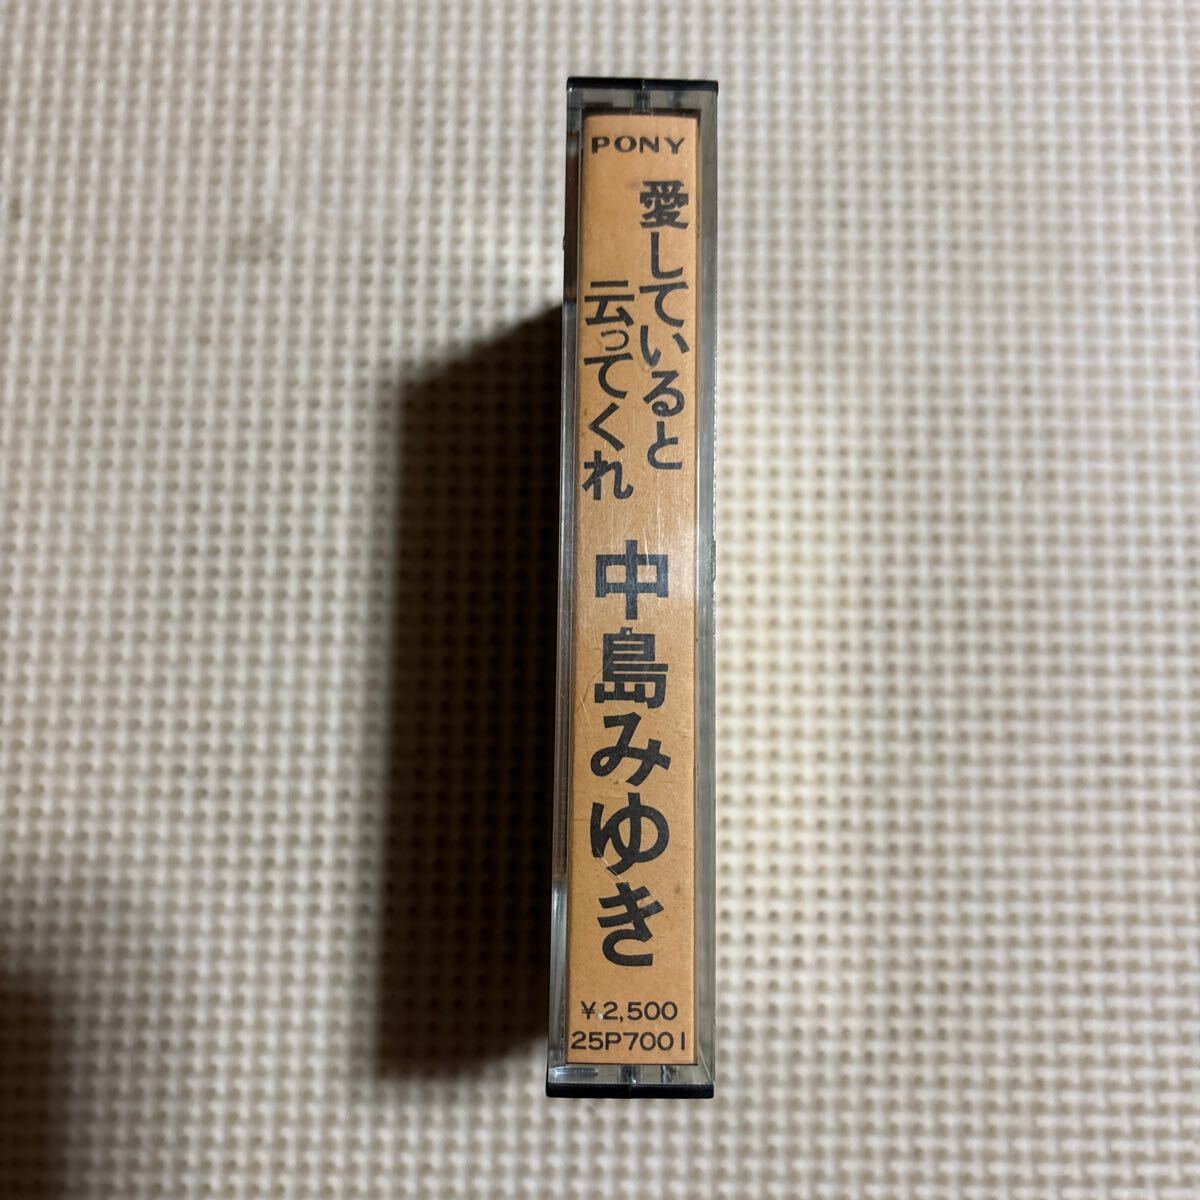 PONY
愛していると
云ってくれ
中島みゆき
¥2,500
25P7001